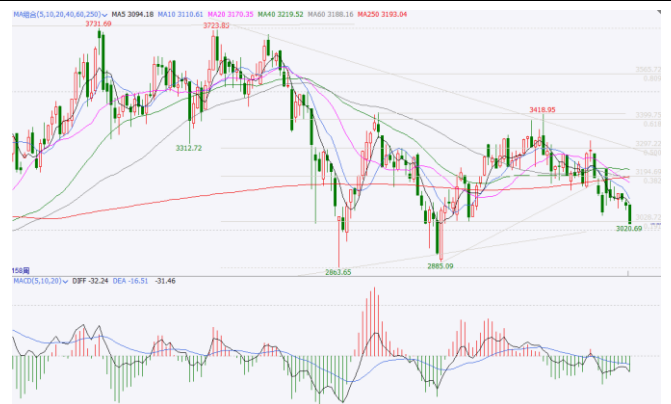 MA组合(5,10,20,40,60,250) MA5 3094.18 MA10 3110.61 MA20 3170.35 MA40 3219.52 MA60 3188.16 MA250 3193.04
3731.69
3723.85
3312.72
3418.95
2863.65
2885.09
3020.69
158周
MACD(5,10,20) DIFF -32.24 DEA -16.51 -31.46